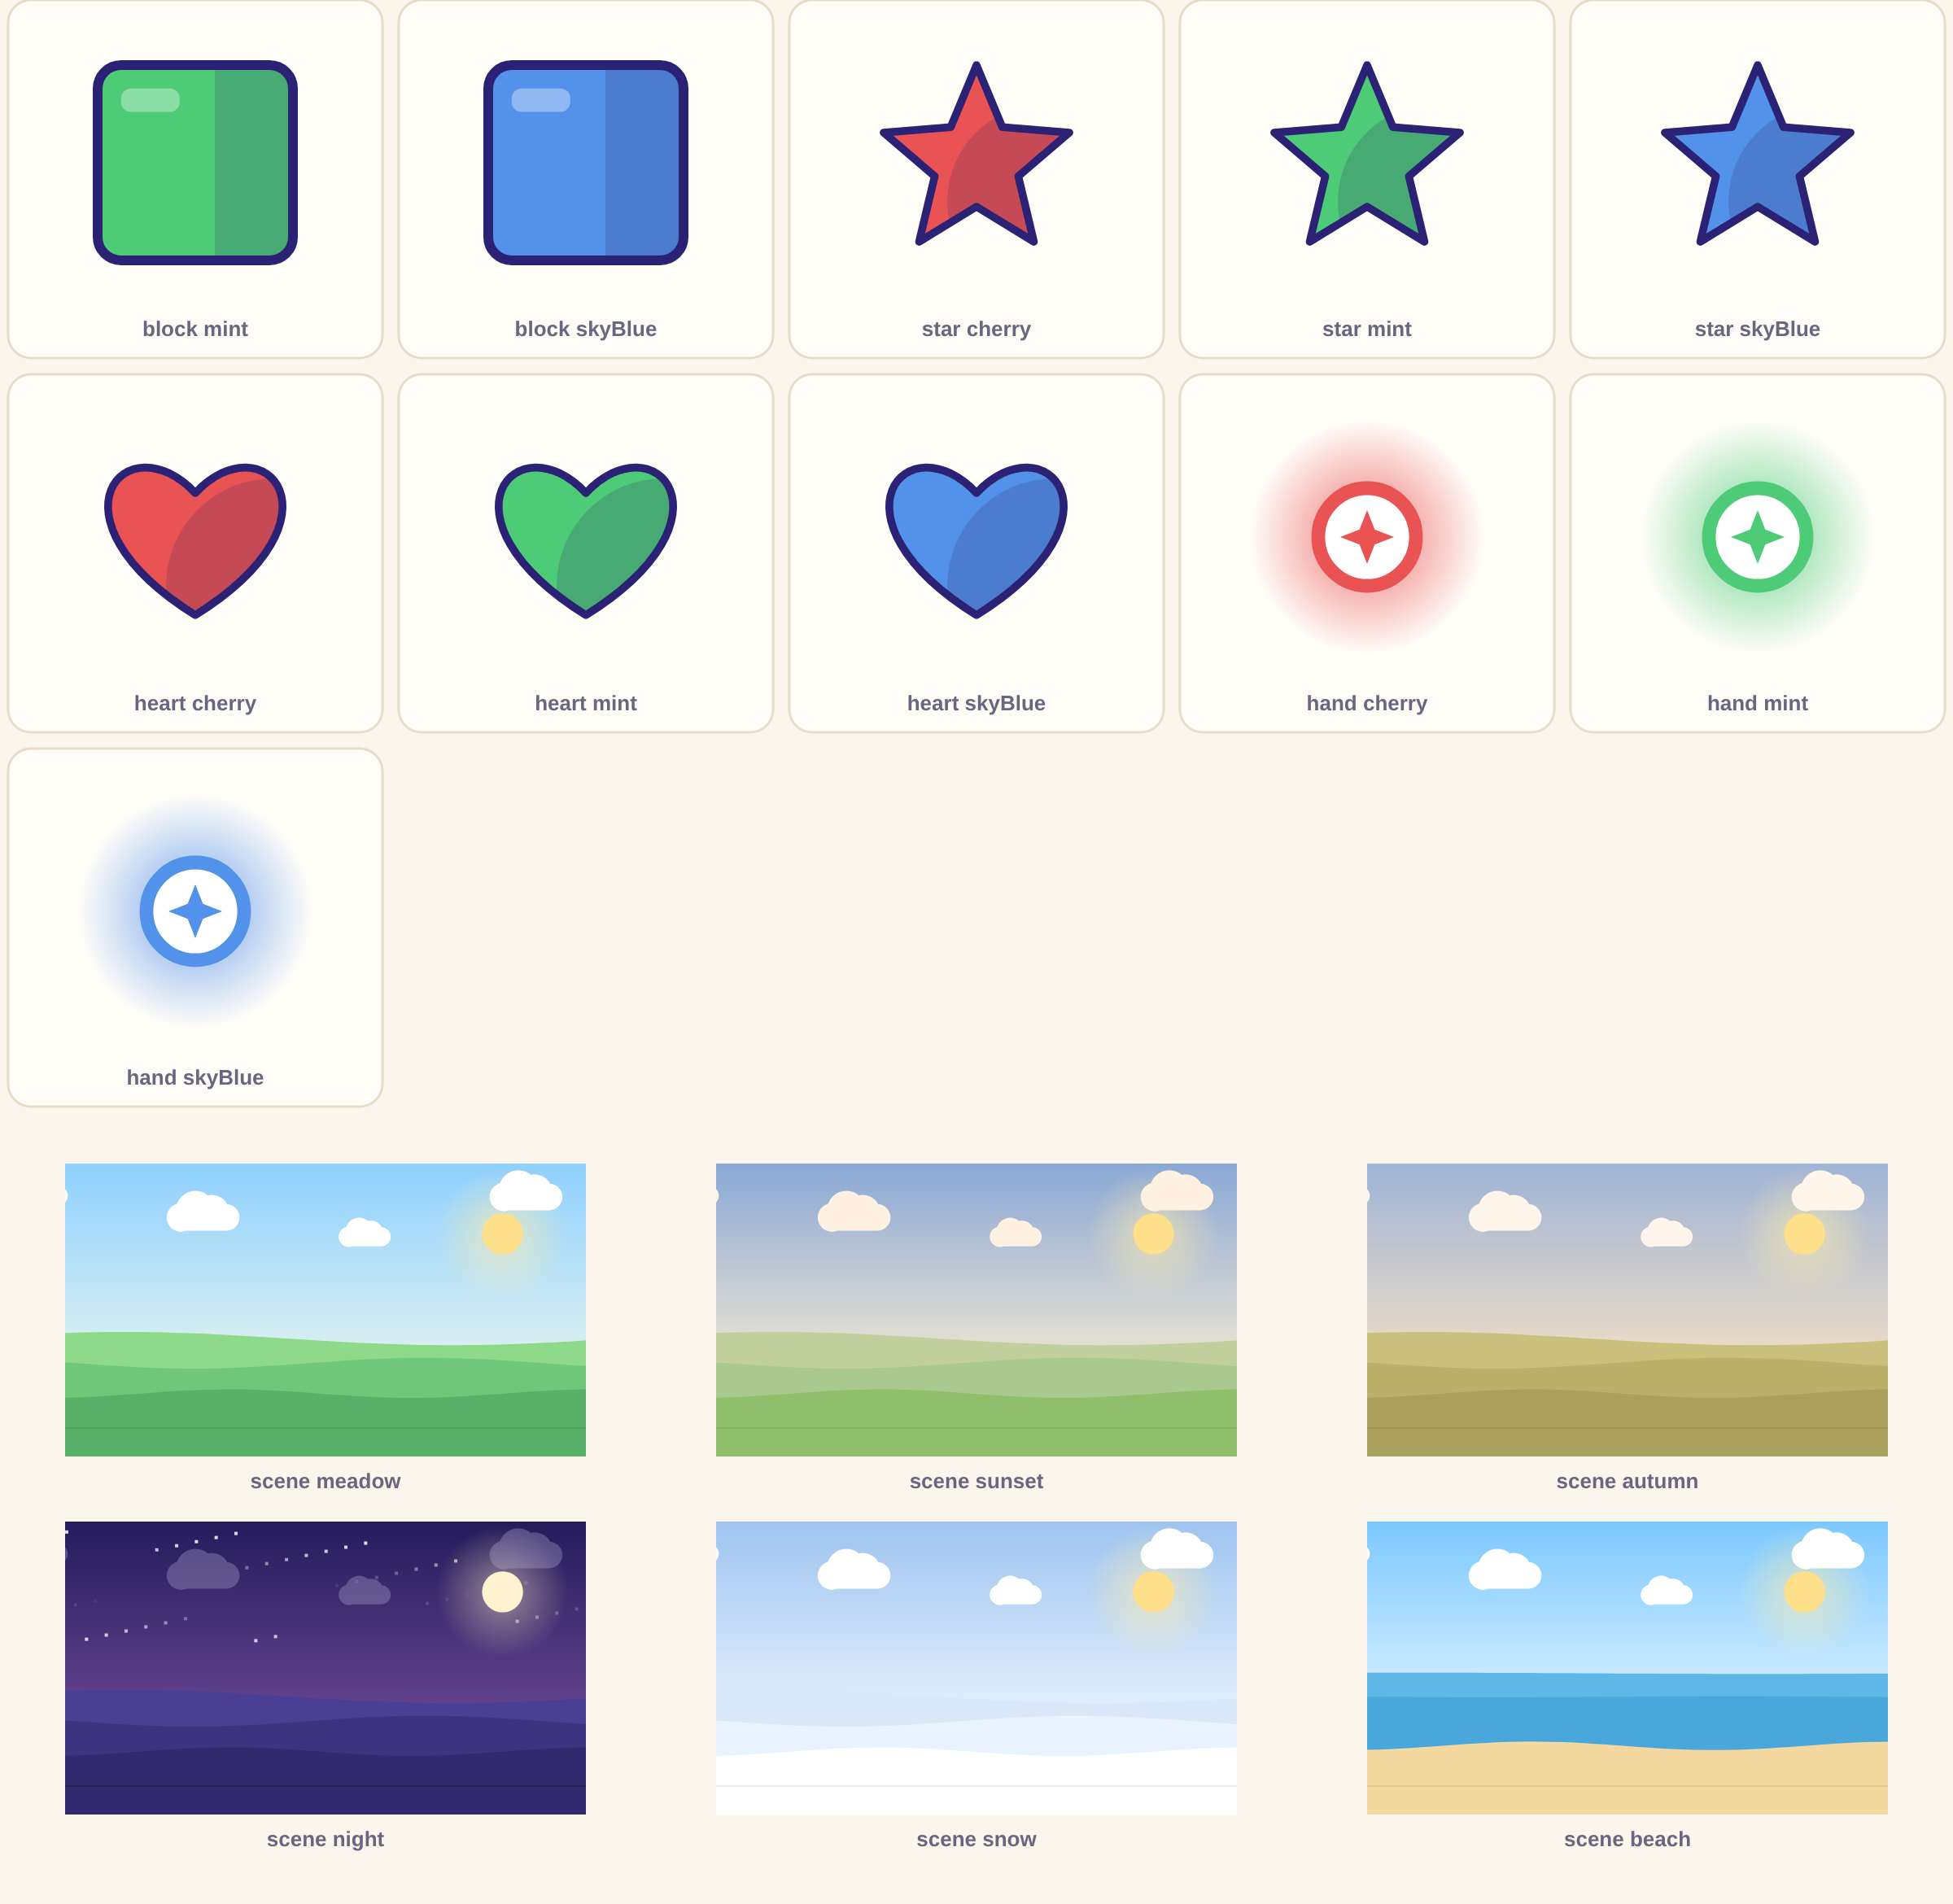 block mint
block skyBlue
star cherry
star mint
star skyBlue
heart cherry
heart mint
heart skyBlue
hand cherry
hand mint
hand skyBlue
scene meadow
scene sunset
scene autumn
scene night
scene snow
scene beach